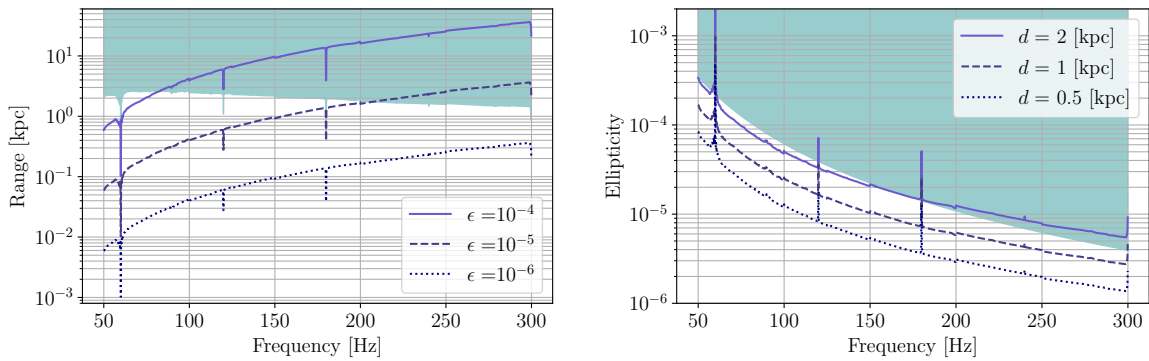 10^1
10^0
10^{-1}
10^{-2}
10^{-3}
Range [kpc]
50 100 150 200 250 300
Frequency [Hz]
ϵ =10^{-4}
ϵ =10^{-5}
ϵ =10^{-6}
10^{-3}
10^{-4}
10^{-5}
10^{-6}
Ellipticity
50 100 150 200 250 300
Frequency [Hz]
d = 2 [kpc]
d = 1 [kpc]
d = 0.5 [kpc]